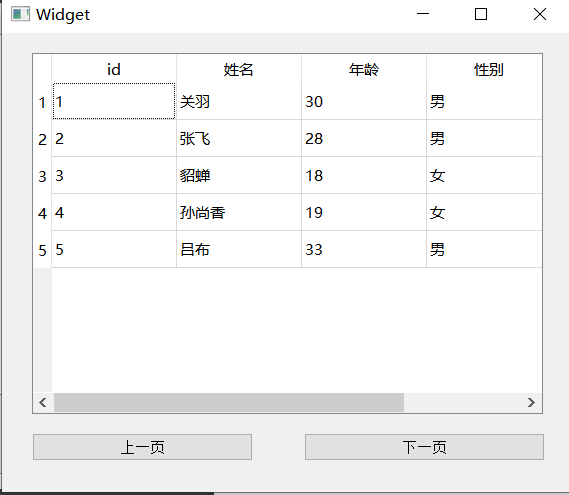 Widget
id 姓名 年龄 性别
1 1 关羽 30 男
2 2 张飞 28 男
3 3 貂蝉 18 女
4 4 孙尚香 19 女
5 5 吕布 33 男
上一页 下一页